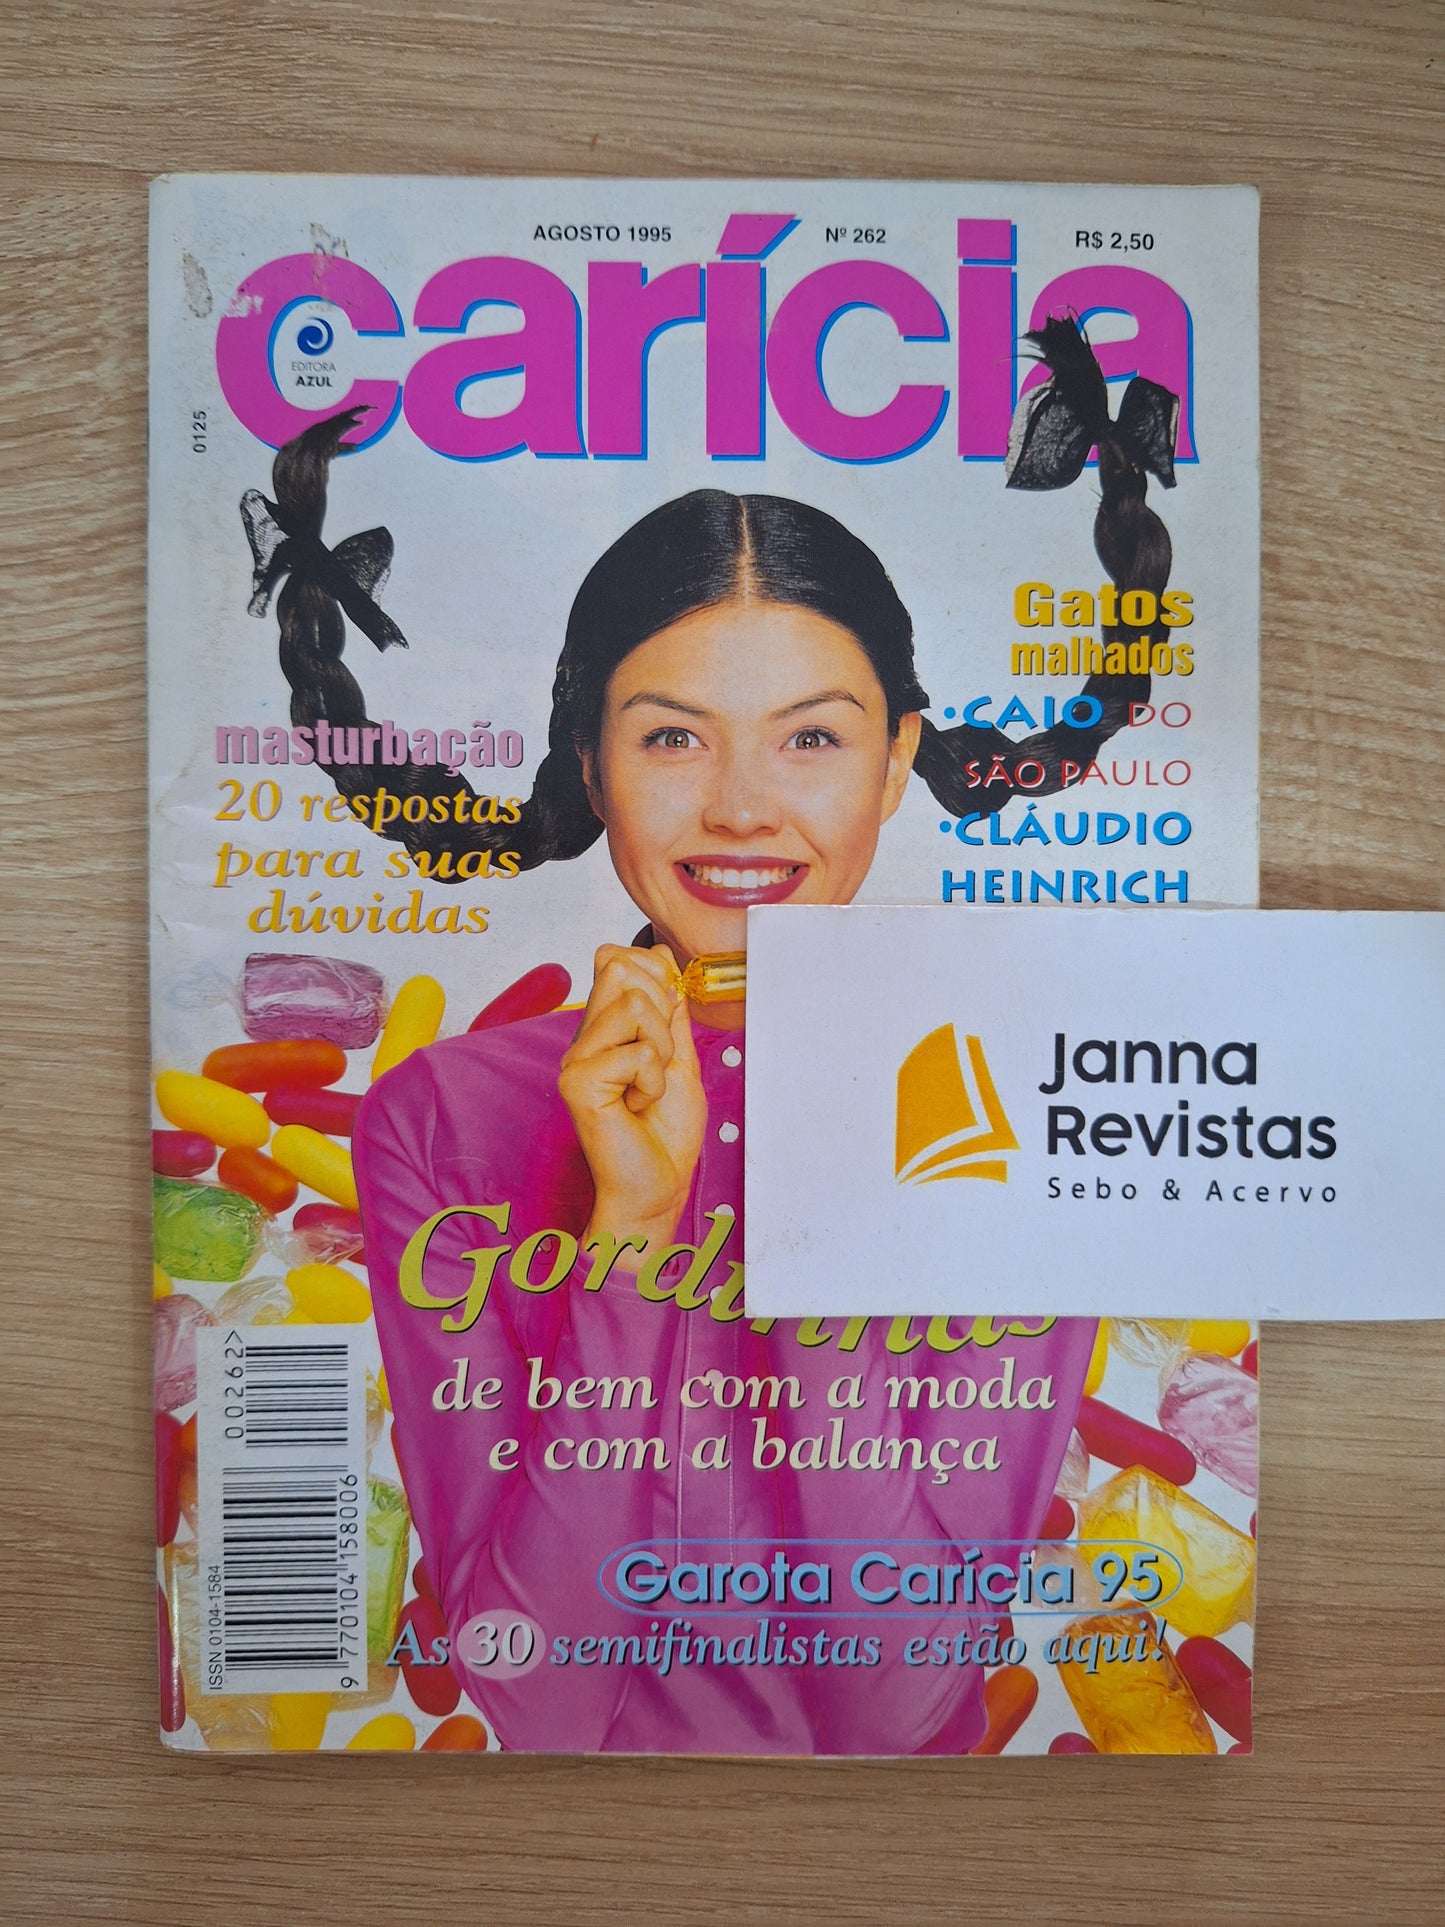 AGOSTO 1995
Nº 262
R$ 2,50
carícia
EDITORA
AZUL
0125
Gatos
malhados
•CAIO DO
SÃO PAULO
•CLÁUDIO
HEINRICH
masturbação
20 respostas
para suas
dúvidas
Janna
Revistas
Sebo & Acervo
de bem com a moda
e com a balança
Garota Carícia 95
As 30 semifinalistas estão aqui!
ISSN 0104-1584
9 770104 158006
00262>